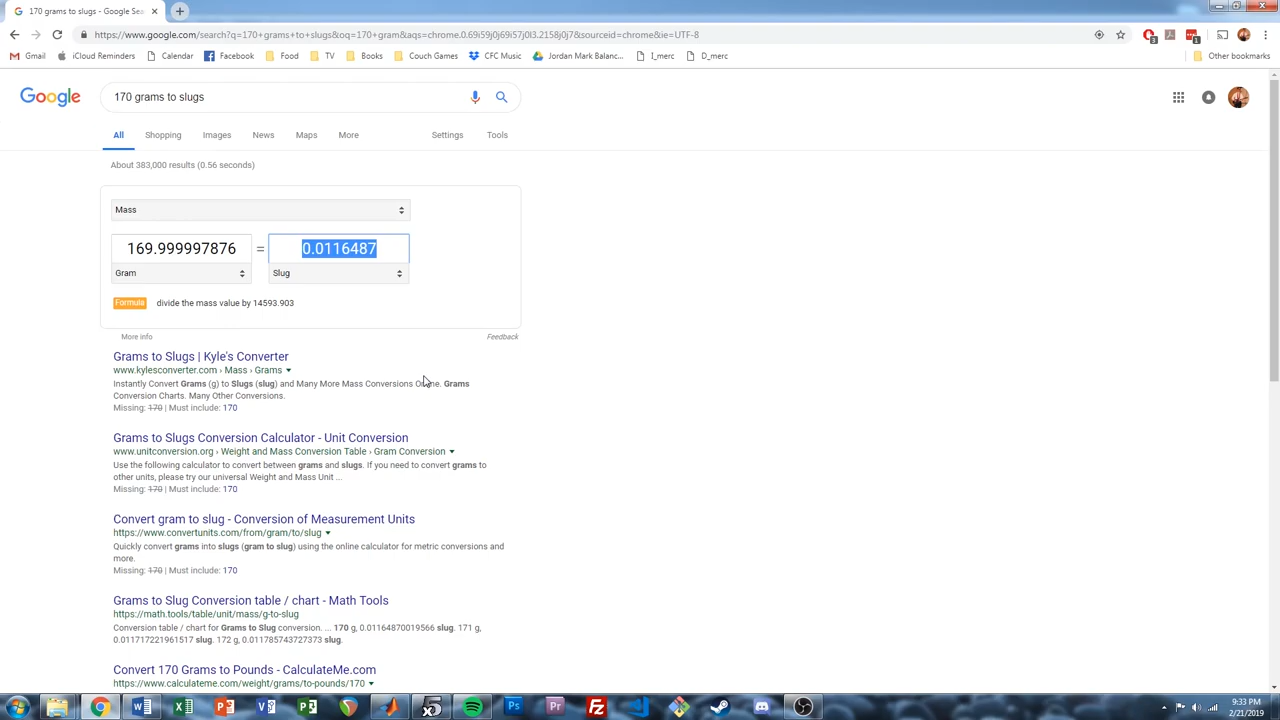 170 grams to slugs - Google Sea
https://www.google.com/search?q=170+grams+to+slugs&oq=170+gram&aqs=chrome.0.69i59j0j69i57j0l3.2158j0j7&sourceid=chrome&ie=UTF-8
Gmail iCloud Reminders Calendar Facebook Food TV Books Couch Games CFC Music Jordan Mark Balanc... I_merc D_merc Other bookmarks
Google 170 grams to slugs
All Shopping Images News Maps More Settings Tools
About 383,000 results (0.56 seconds)
Mass
169.999997876 = 0.0116487
Gram Slug
Formula divide the mass value by 14593.903
More info Feedback
Grams to Slugs | Kyle's Converter
www.kylesconverter.com › Mass › Grams
Instantly Convert Grams (g) to Slugs (slug) and Many More Mass Conversions Online. Grams
Conversion Charts. Many Other Conversions.
Missing: 170 | Must include: 170
Grams to Slugs Conversion Calculator - Unit Conversion
www.unitconversion.org › Weight and Mass Conversion Table › Gram Conversion
Use the following calculator to convert between grams and slugs. If you need to convert grams to
other units, please try our universal Weight and Mass Unit ...
Missing: 170 | Must include: 170
Convert gram to slug - Conversion of Measurement Units
https://www.convertunits.com/from/gram/to/slug
Quickly convert grams into slugs (gram to slug) using the online calculator for metric conversions and
more.
Missing: 170 | Must include: 170
Grams to Slug Conversion table / chart - Math Tools
https://math.tools/table/unit/mass/g-to-slug
Conversion table / chart for Grams to Slug conversion. ... 170 g, 0.01164870019566 slug. 171 g,
0.011717221961517 slug. 172 g, 0.011785743727373 slug.
Convert 170 Grams to Pounds - CalculateMe.com
https://www.calculateme.com/weight/grams/to-pounds/170
9:33 PM
2/21/2019